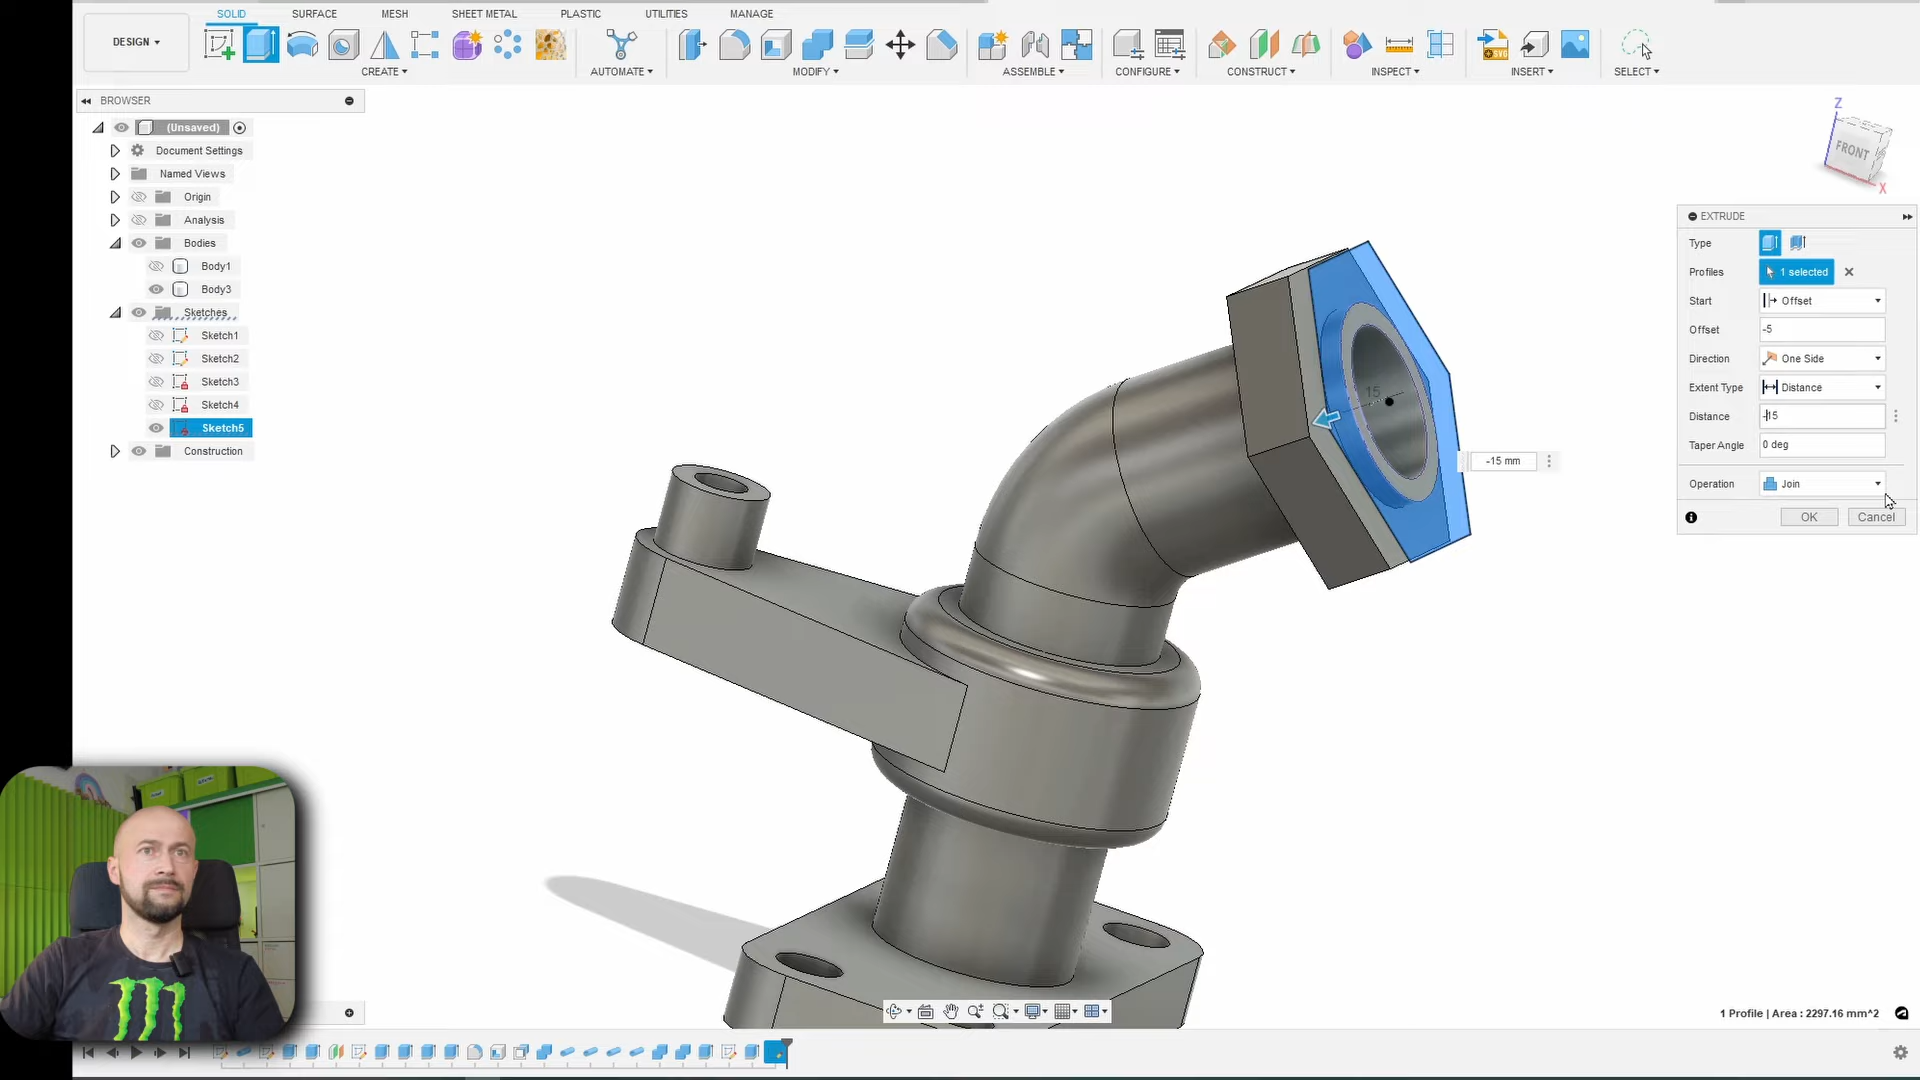 SOLID SURFACE MESH SHEET METAL PLASTIC UTILITIES MANAGE
DESIGN
CREATE AUTOMATE MODIFY ASSEMBLE CONFIGURE CONSTRUCT INSPECT INSERT SELECT
BROWSER
(Unsaved)
Document Settings
Named Views
Origin
Analysis
Bodies
Body1
Body3
Sketches
Sketch1
Sketch2
Sketch3
Sketch4
Sketch5
Construction
Z
FRONT
X
15
-15 mm
EXTRUDE
Type
Profiles 1 selected
Start Offset
Offset -5
Direction One Side
Extent Type Distance
Distance -15
Taper Angle 0 deg
Operation Join
OK Cancel
1 Profile | Area : 2297.16 mm^2